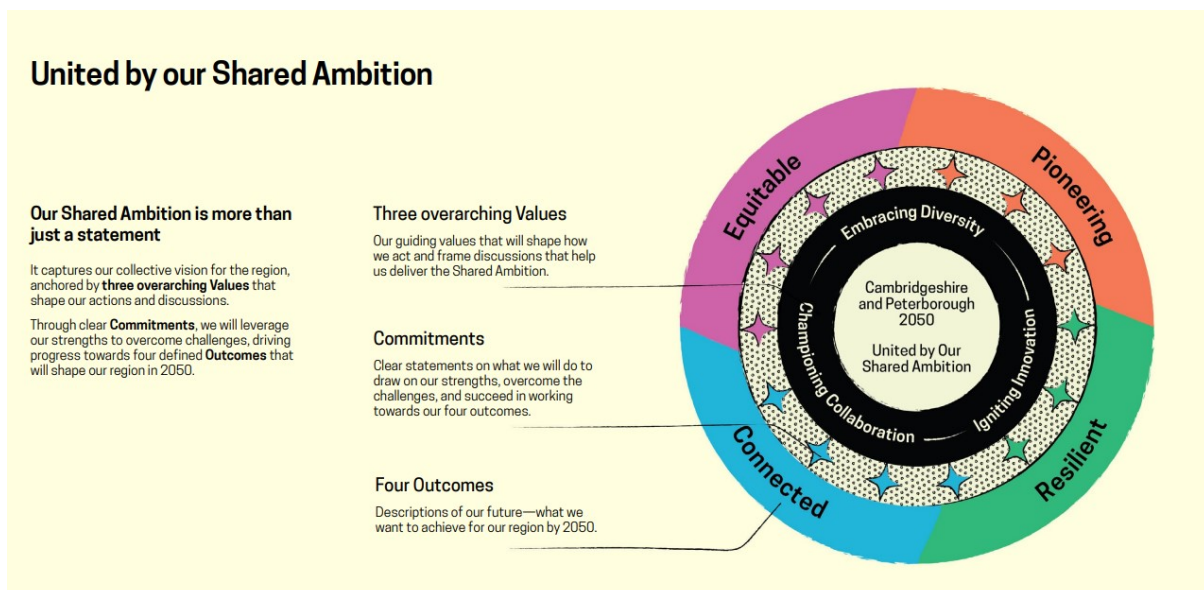 United by our Shared Ambition
Our Shared Ambition is more than
just a statement
It captures our collective vision for the region,
anchored by three overarching Values that
shape our actions and discussions.
Through clear Commitments, we will leverage
our strengths to overcome challenges, driving
progress towards four defined Outcomes that
will shape our region in 2050.
Three overarching Values
Our guiding values that will shape how
we act and frame discussions that help
us deliver the Shared Ambition.
Commitments
Clear statements on what we will do to
draw on our strengths, overcome the
challenges, and succeed in working
towards our four outcomes.
Four Outcomes
Descriptions of our future—what we
want to achieve for our region by 2050.
Equitable
Pioneering
Resilient
Connected
Embracing Diversity
Igniting Innovation
Championing Collaboration
Cambridgeshire
and Peterborough
2050
United by Our
Shared Ambition